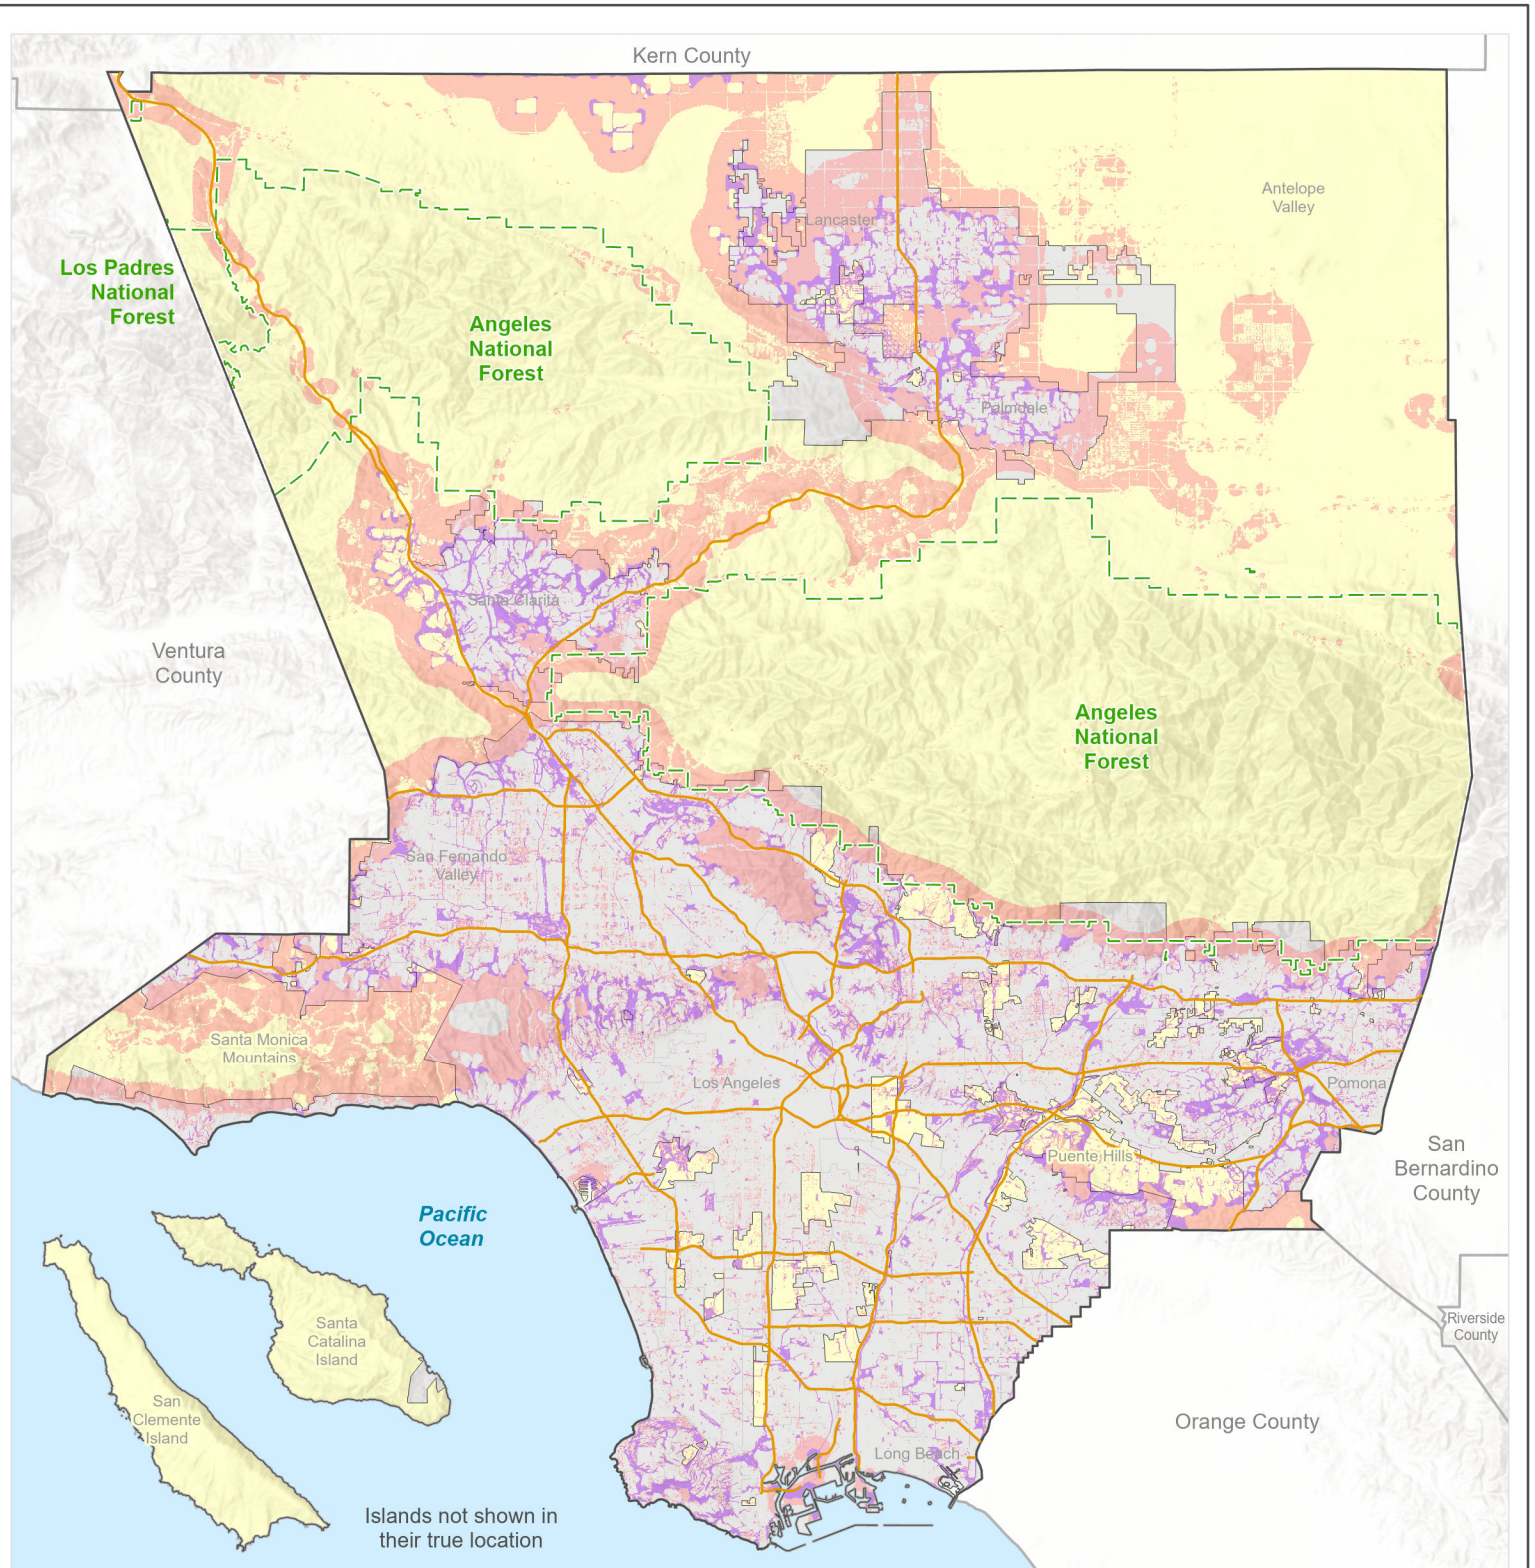 Kern County
Antelope
Valley
Lancaster
Los Padres
National
Forest
Angeles
National
Forest
Palmdale
Santa Clarita
Ventura
County
Angeles
National
Forest
San Fernando
Valley
Santa Monica
Mountains
Los Angeles
Pomona
Puente Hills
San
Bernardino
County
Pacific
Ocean
Santa
Catalina
Island
Riverside
County
San
Clemente
Island
Orange County
Long Beach
Islands not shown in
their true location